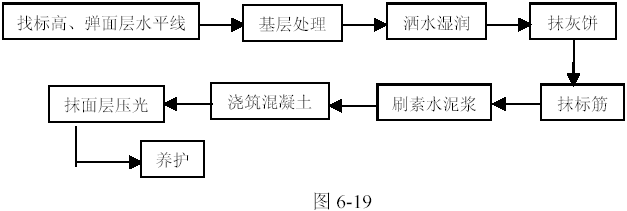 找标高、弹面层水平线
基层处理
洒水湿润
抹灰饼
抹标筋
刷素水泥浆
浇筑混凝土
抹面层压光
养护
图 6-19